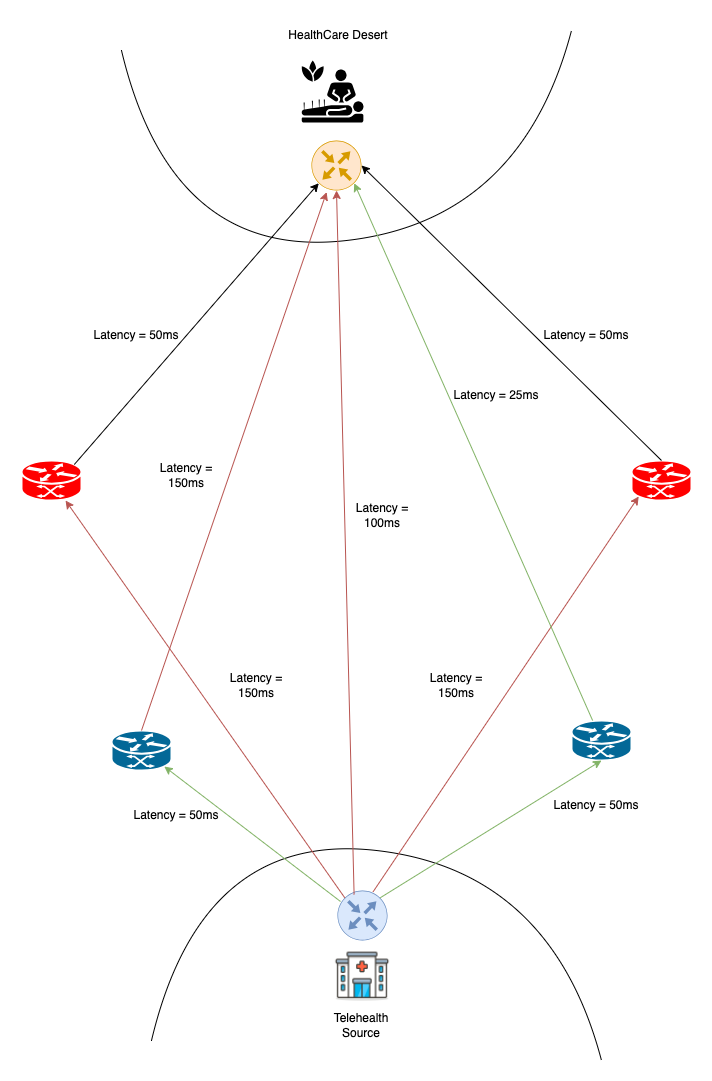 HealthCare Desert
Latency = 50ms
Latency = 50ms
Latency = 25ms
Latency =
150ms
Latency =
100ms
Latency =
150ms
Latency =
150ms
Latency = 50ms
Latency = 50ms
Telehealth
Source